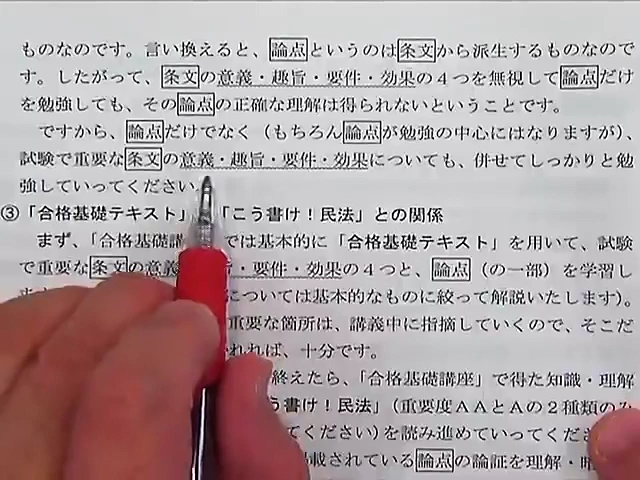 ものなのです。言い換えると、論点というのは条文から派生するものなので
す。したがって、条文の意義・趣旨・要件・効果の４つを無視して論点だけ
を勉強しても、その論点の正確な理解は得られないということです。
ですから、論点だけでなく（もちろん論点が勉強の中心にはなりますが）、
試験で重要な条文の意義・趣旨・要件・効果についても、併せてしっかりと勉
強していってください
③「合格基礎テキスト」 「こう書け！民法」との関係
まず、「合格基礎講 では基本的に「合格基礎テキスト」を用いて、試験
で重要な条文の意義 ・要件・効果の４つと、論点（の一部）を学習し
については基本的なものに絞って解説いたします）。
重要な箇所は、講義中に指摘していくので、そこだ
れれば、十分です。
終えたら、「合格基礎講座」で得た知識・理解
書け！民法」（重要度ＡＡとＡの２種類のみ
てください）を読み進めていってくだ
載されている論点の論証を理解・